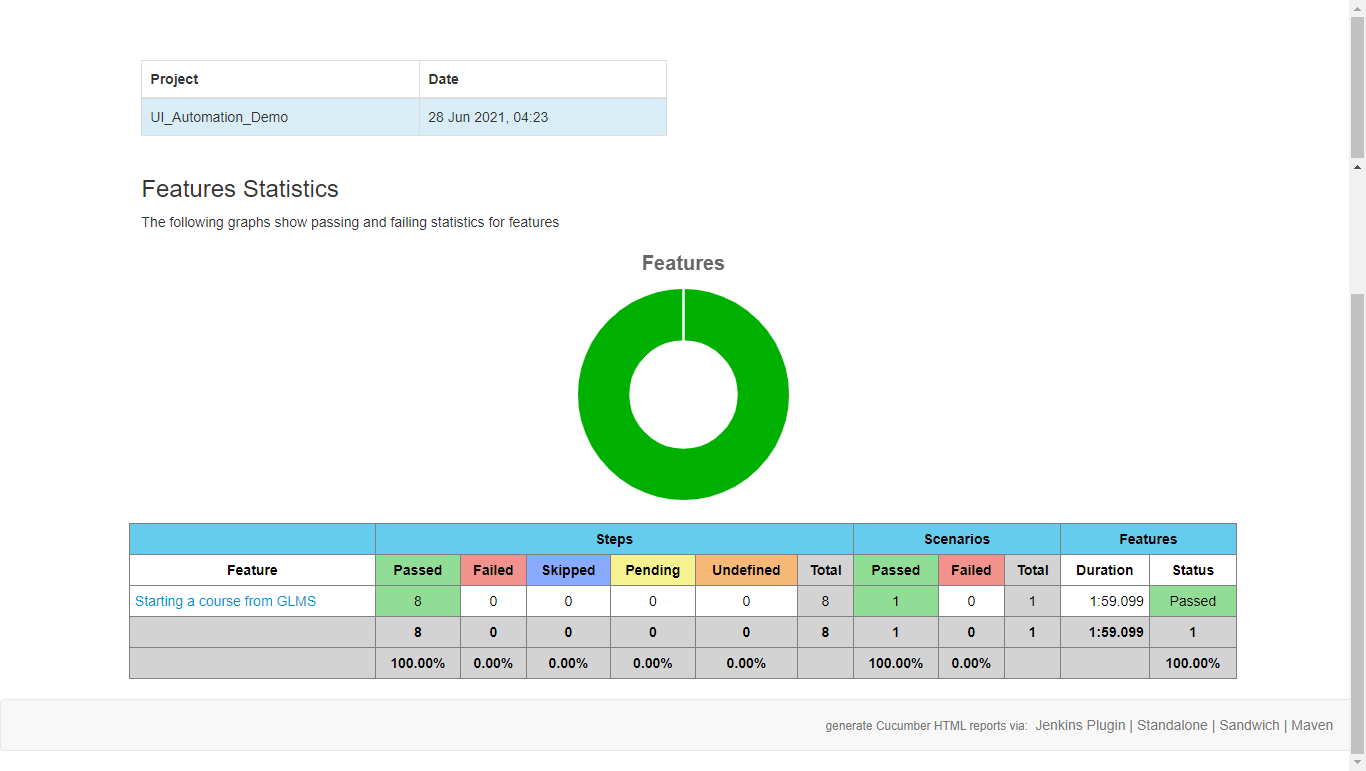 Project Date
UI_Automation_Demo 28 Jun 2021, 04:23
Features Statistics
The following graphs show passing and failing statistics for features
Features
Steps Scenarios Features
Feature Passed Failed Skipped Pending Undefined Total Passed Failed Total Duration Status
Starting a course from GLMS 8 0 0 0 0 8 1 0 1 1:59.099 Passed
8 0 0 0 0 8 1 0 1 1:59.099 1
100.00% 0.00% 0.00% 0.00% 0.00% 100.00% 0.00% 100.00%
generate Cucumber HTML reports via: Jenkins Plugin | Standalone | Sandwich | Maven